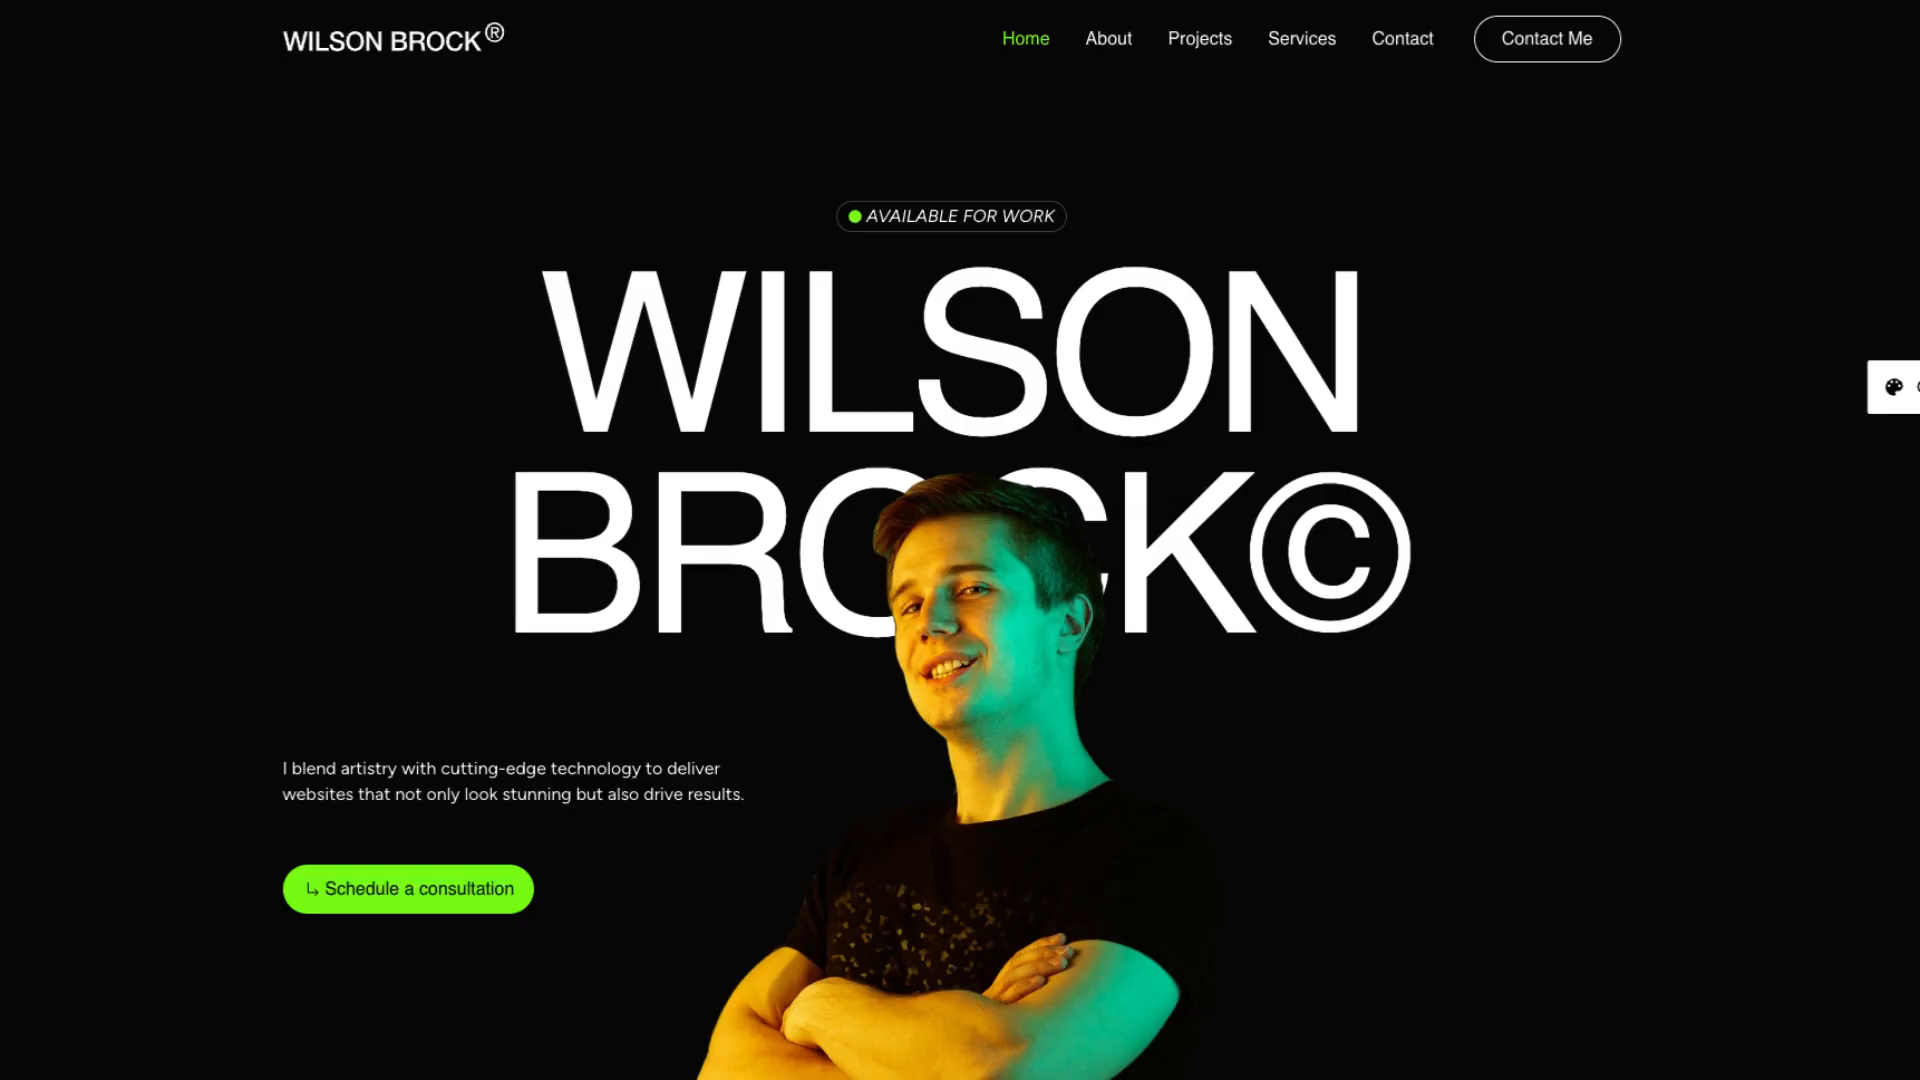 WILSON BROCK®
Home About Projects Services Contact Contact Me
AVAILABLE FOR WORK
WILSON
BROCK©
I blend artistry with cutting-edge technology to deliver
websites that not only look stunning but also drive results.
Schedule a consultation